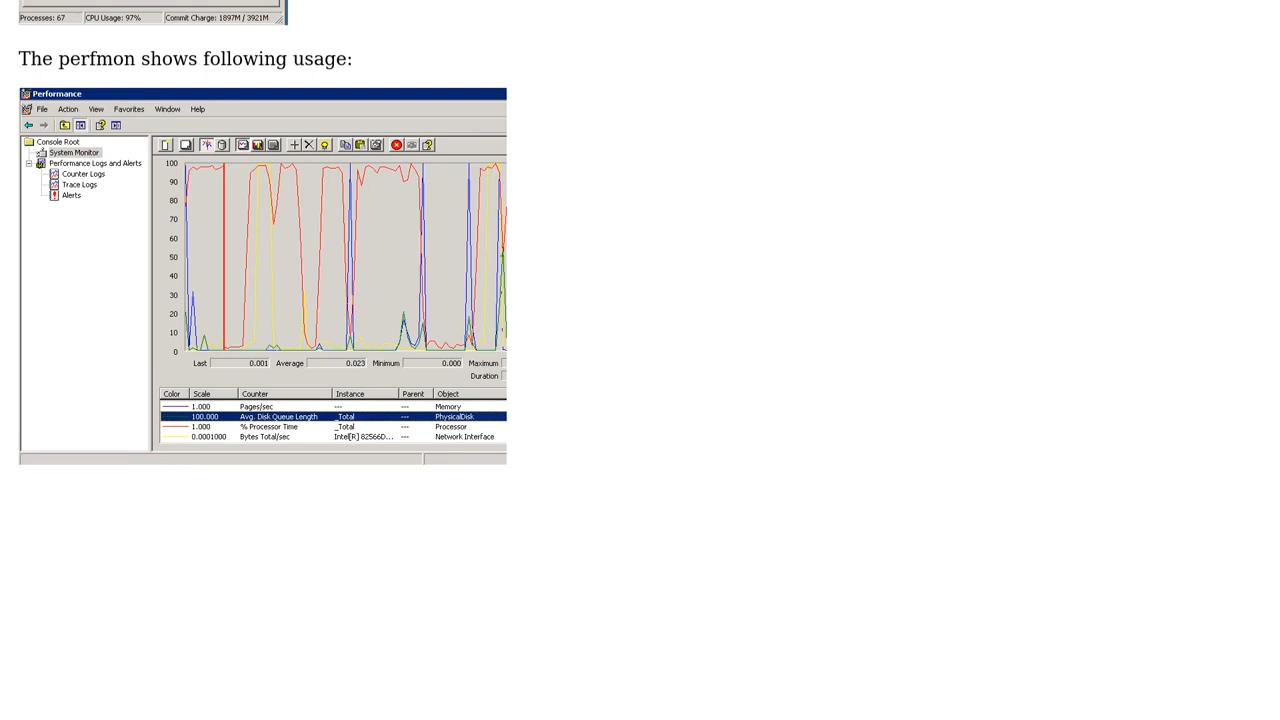 Processes: 67 CPU Usage: 97% Commit Charge: 1897M / 3921M
The perfmon shows following usage:
Performance
File Action View Favorites Window Help
Console Root
System Monitor
Performance Logs and Alerts
Counter Logs
Trace Logs
Alerts
100
90
80
70
60
50
40
30
20
10
0
Last 0.001 Average 0.023 Minimum 0.000 Maximum
Duration
Color Scale Counter Instance Parent Object
1.000 Pages/sec --- --- Memory
100.000 Avg. Disk Queue Length _Total --- PhysicalDisk
1.000 % Processor Time _Total --- Processor
0.0001000 Bytes Total/sec Intel[R] 82566D... --- Network Interface